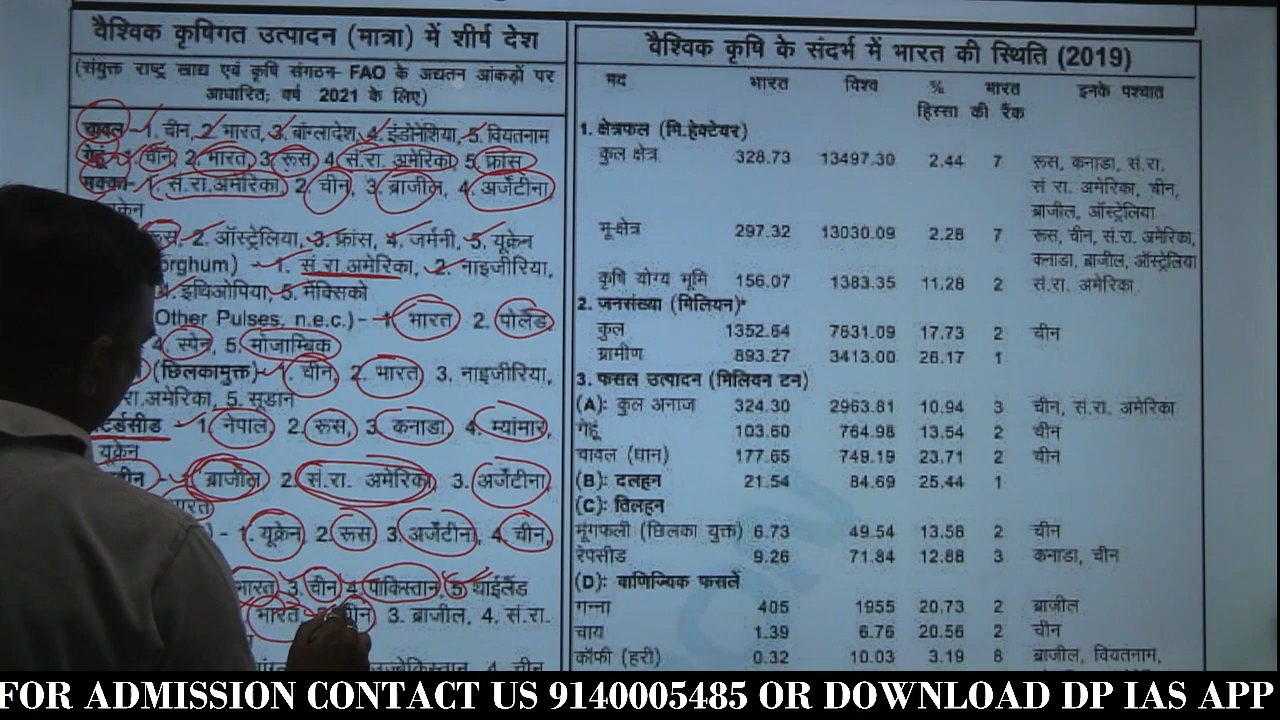 वैश्विक कृषिगत उत्पादन (मात्रा) में शीर्ष देश
(संयुक्त राष्ट्र खाद्य एवं कृषि संगठन- FAO के अद्यतन आंकड़ों पर
आधारित; वर्ष 2021 के लिए)
चावल - 1. चीन, 2. भारत, 3. बांग्लादेश, 4. इंडोनेशिया, 5. वियतनाम
गेहूं - 1. चीन 2. भारत, 3. रूस 4. सं.रा. अमेरिका, 5. फ्रांस
मक्का- 1. सं.रा.अमेरिका, 2. चीन, 3. ब्राजील, 4. अर्जेंटीना,
यूक्रेन
रूस, 2. ऑस्ट्रेलिया, 3. फ्रांस, 4. जर्मनी, 5. यूक्रेन
orghum) - 1. सं.रा अमेरिका, 2. नाइजीरिया,
4. इथिओपिया, 5. मैक्सिको
(Other Pulses, n.e.c.) - 1. भारत, 2. पोलैंड,
4. स्पेन, 5. मोजाम्बिक
(छिलकामुक्त) - 1. चीन, 2. भारत, 3. नाइजीरिया,
रा.अमेरिका, 5. सूडान
स्टर्डसीड - 1. नेपाल 2. रूस, 3. कनाडा, 4. म्यांमार,
यूक्रेन
बीन - 1. ब्राजील, 2. सं.रा. अमेरिका, 3. अर्जेंटीना,
भारत
) - 1. यूक्रेन, 2. रूस 3. अर्जेंटीना, 4. चीन,
भारत, 3. चीन, 4. पाकिस्तान, 5. थाईलैंड
भारत 2. चीन 3. ब्राजील, 4. सं.रा.
उज्बेकिस्तान, 4. चीन,
वैश्विक कृषि के संदर्भ में भारत की स्थिति (2019)
मद भारत विश्व % भारत इनके पश्चात
हिस्सा की रैंक
1. क्षेत्रफल (मि.हेक्टेयर)
कुल क्षेत्र 328.73 13497.30 2.44 7 रूस, कनाडा, सं.रा.
सं रा. अमेरिका, चीन,
ब्राजील, ऑस्ट्रेलिया
भू-क्षेत्र 297.32 13030.09 2.28 7 रूस, चीन, सं.रा. अमेरिका,
कनाडा, ब्राजील, ऑस्ट्रेलिया
कृषि योग्य भूमि 156.07 1383.35 11.28 2 सं.रा. अमेरिका
2. जनसंख्या (मिलियन)*
कुल 1352.64 7631.09 17.73 2 चीन
ग्रामीण 893.27 3413.00 26.17 1
3. फसल उत्पादन (मिलियन टन)
(A): कुल अनाज 324.30 2963.81 10.94 3 चीन, सं.रा. अमेरिका
गेहूं 103.60 764.98 13.54 2 चीन
चावल (धान) 177.65 749.19 23.71 2 चीन
(B): दलहन 21.54 84.69 25.44 1
(C): तिलहन
मूंगफली (छिलका युक्त) 6.73 49.54 13.58 2 चीन
रेपसीड 9.26 71.84 12.88 3 कनाडा, चीन
(D): वाणिज्यिक फसलें
गन्ना 405 1955 20.73 2 ब्राजील
चाय 1.39 6.76 20.56 2 चीन
कॉफी (हरी) 0.32 10.03 3.19 8 ब्राजील, वियतनाम,
FOR ADMISSION CONTACT US 9140005485 OR DOWNLOAD DP IAS APP